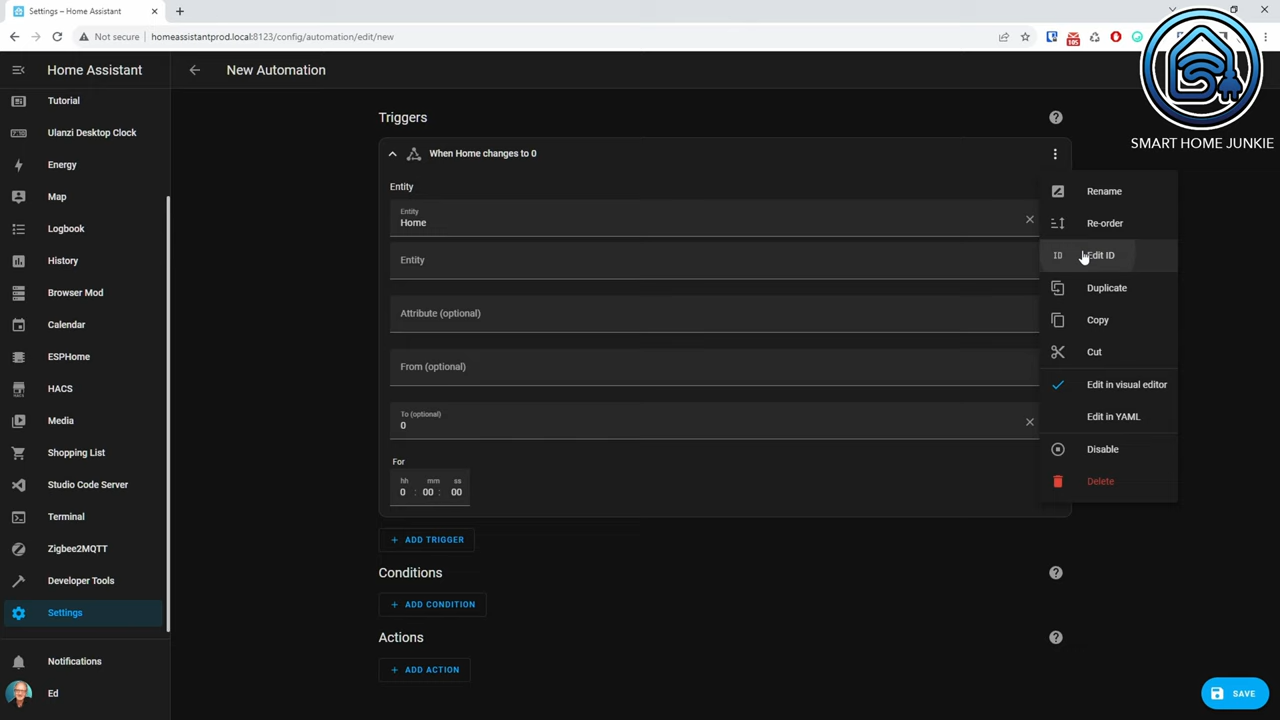 Settings – Home Assistant
Not secure
homeassistantprod.local:8123/config/automation/edit/new
105
Home Assistant
New Automation
SMART HOME JUNKIE
Tutorial
Ulanzi Desktop Clock
Energy
Map
Logbook
History
Browser Mod
Calendar
ESPHome
HACS
Media
Shopping List
Studio Code Server
Terminal
Zigbee2MQTT
Developer Tools
Settings
Notifications
Ed
Triggers
When Home changes to 0
Entity
Entity
Home
Entity
Attribute (optional)
From (optional)
To (optional)
0
For
hh mm ss
0 : 00 : 00
+ ADD TRIGGER
Conditions
+ ADD CONDITION
Actions
+ ADD ACTION
Rename
Re-order
ID Edit ID
Duplicate
Copy
Cut
Edit in visual editor
Edit in YAML
Disable
Delete
SAVE